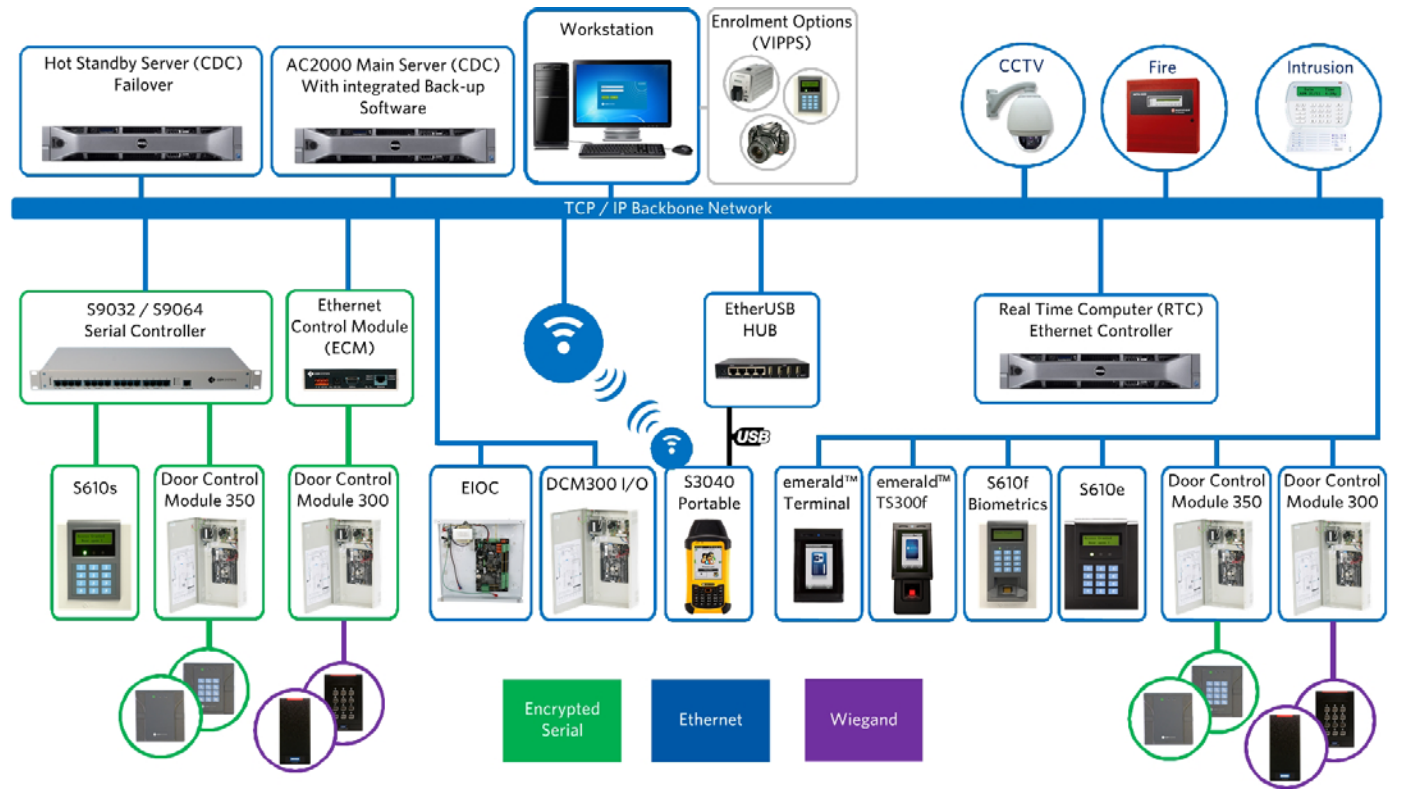 Hot Standby Server (CDC)
Failover
AC2000 Main Server (CDC)
With integrated Back-up
Software
Workstation
Enrolment Options
(VIPPS)
CCTV
Fire
Intrusion
TCP / IP Backbone Network
S9032 / S9064
Serial Controller
Ethernet
Control Module
(ECM)
EtherUSB
HUB
Real Time Computer (RTC)
Ethernet Controller
USB
S610s
Door Control
Module 350
Door Control
Module 300
EIOC
DCM300 I/O
S3040
Portable
emerald™
Terminal
emerald™
TS300f
S610f
Biometrics
S610e
Door Control
Module 350
Door Control
Module 300
Encrypted
Serial
Ethernet
Wiegand